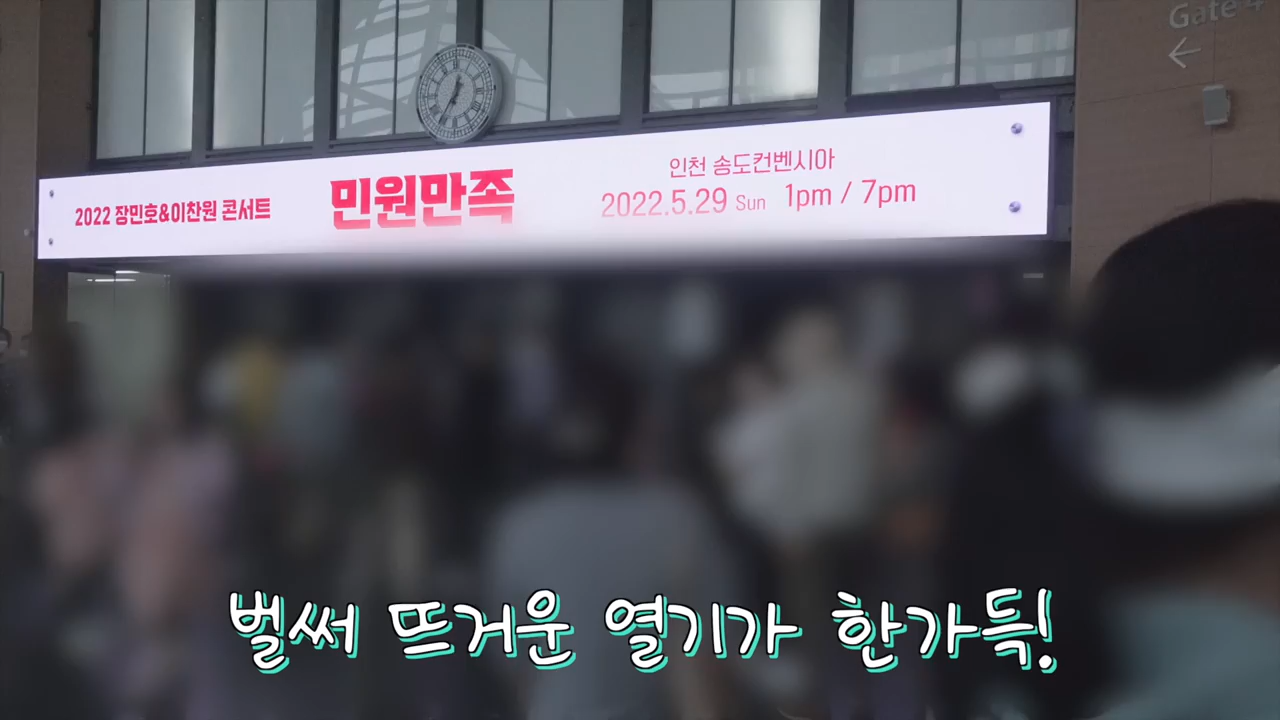 Gate 4
2022 장민호&이찬원 콘서트
민원만족
인천 송도컨벤시아
2022.5.29 Sun 1pm / 7pm
벌써 뜨거운 열기가 한가득!